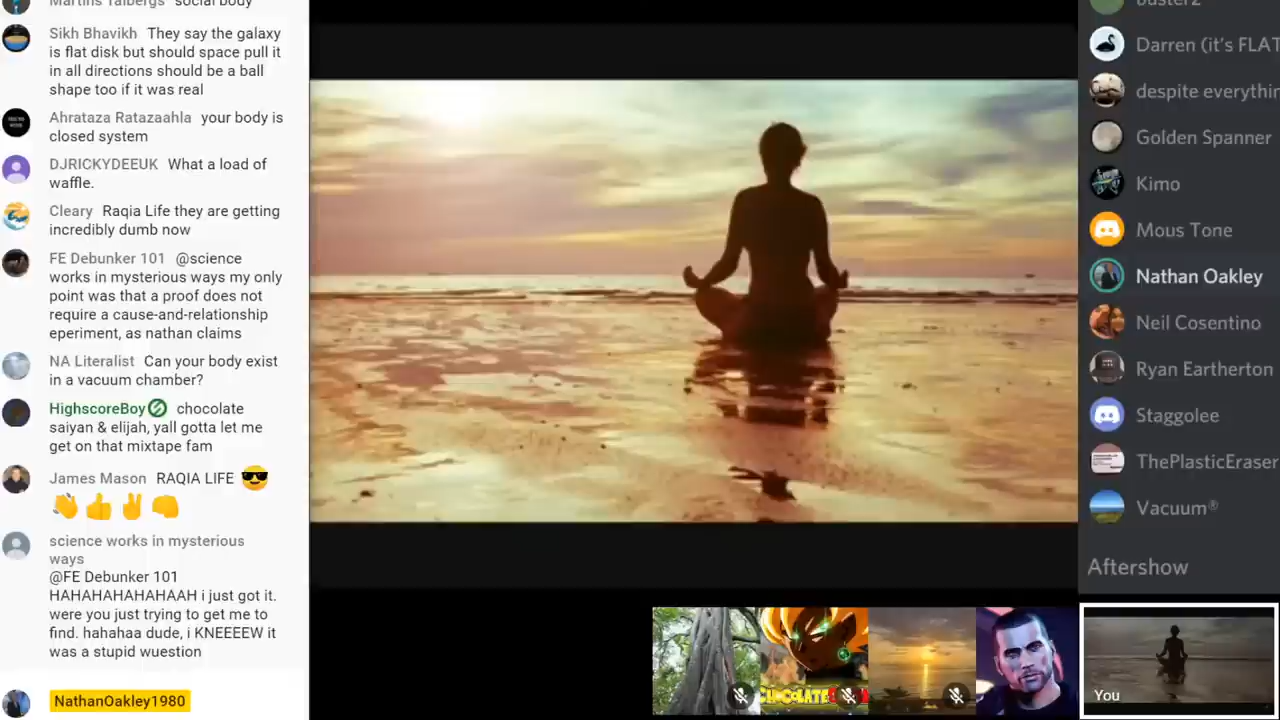 Martins Talbergs social body
Sikh Bhavikh They say the galaxy
is flat disk but should space pull it
in all directions should be a ball
shape too if it was real
Ahrataza Ratazaahla your body is
closed system
DJRICKYDEEUK What a load of
waffle.
Cleary Raqia Life they are getting
incredibly dumb now
FE Debunker 101 @science
works in mysterious ways my only
point was that a proof does not
require a cause-and-relationship
eperiment, as nathan claims
NA Literalist Can your body exist
in a vacuum chamber?
HighscoreBoy chocolate
saiyan & elijah, yall gotta let me
get on that mixtape fam
James Mason RAQIA LIFE 😎
👏👍✌👊
science works in mysterious
ways
@FE Debunker 101
HAHAHAHAHAHAAH i just got it.
were you just trying to get me to
find. hahahaa dude, i KNEEEEW it
was a stupid wuestion
NathanOakley1980
Darren (it's FLAT
despite everythin
Golden Spanner
Kimo
Mous Tone
Nathan Oakley
Neil Cosentino
Ryan Eartherton
Staggolee
ThePlasticEraser
Vacuum®
Aftershow
You